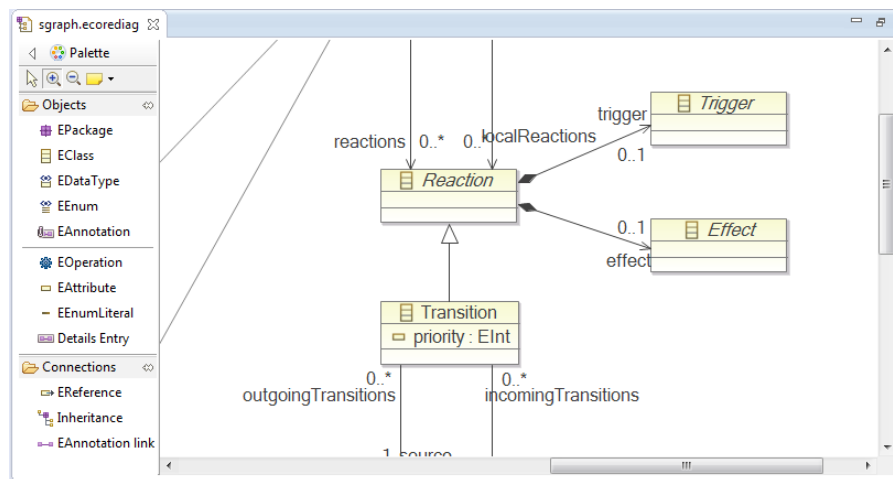 sgraph.ecorediag
Palette
Objects
EPackage
EClass
EDataType
EEnum
EAnnotation
EOperation
EAttribute
EEnumLiteral
Details Entry
Connections
EReference
Inheritance
EAnnotation link
reactions 0..*
0..* localReactions
Reaction
trigger
0..1
Trigger
0..1
effect
Effect
Transition
priority : EInt
0..*
outgoingTransitions
0..*
incomingTransitions
1 source